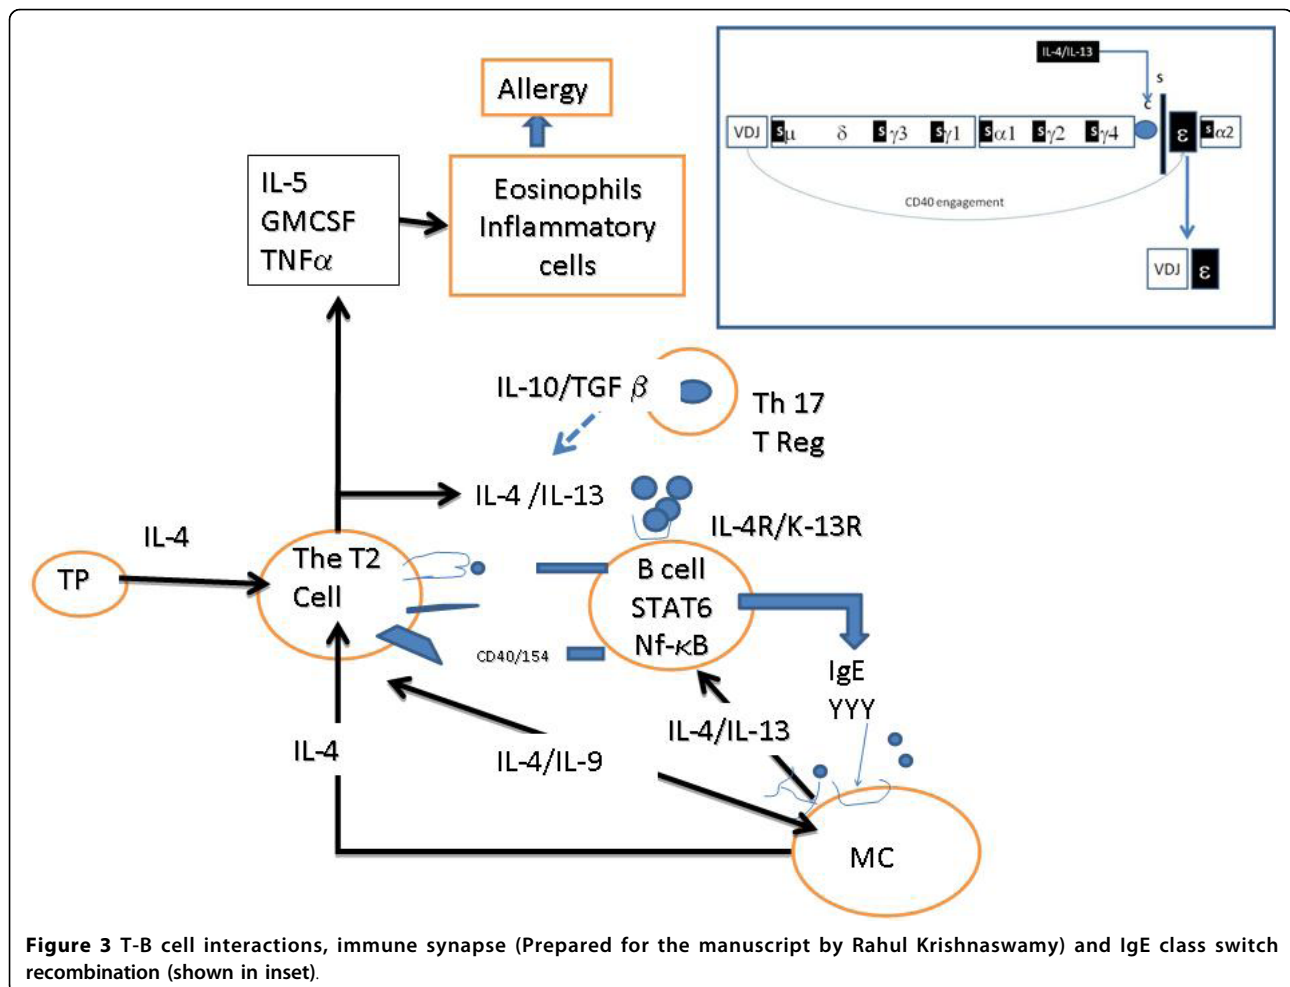 Allergy
IL-5
GMCSF
TNFα
Eosinophils
Inflammatory
cells
IL-4/IL-13
S
C
VDJ
Sμ
δ
Sγ3
Sγ1
Sα1
Sγ2
Sγ4
ε
Sα2
CD40 engagement
VDJ
ε
IL-10/TGF β
Th 17
T Reg
IL-4 /IL-13
IL-4R/K-13R
IL-4
TP
The T2
Cell
B cell
STAT6
Nf-κB
CD40/154
IgE
YYY
IL-4
IL-4/IL-9
IL-4/IL-13
MC
Figure 3 T-B cell interactions, immune synapse (Prepared for the manuscript by Rahul Krishnaswamy) and IgE class switch
recombination (shown in inset).